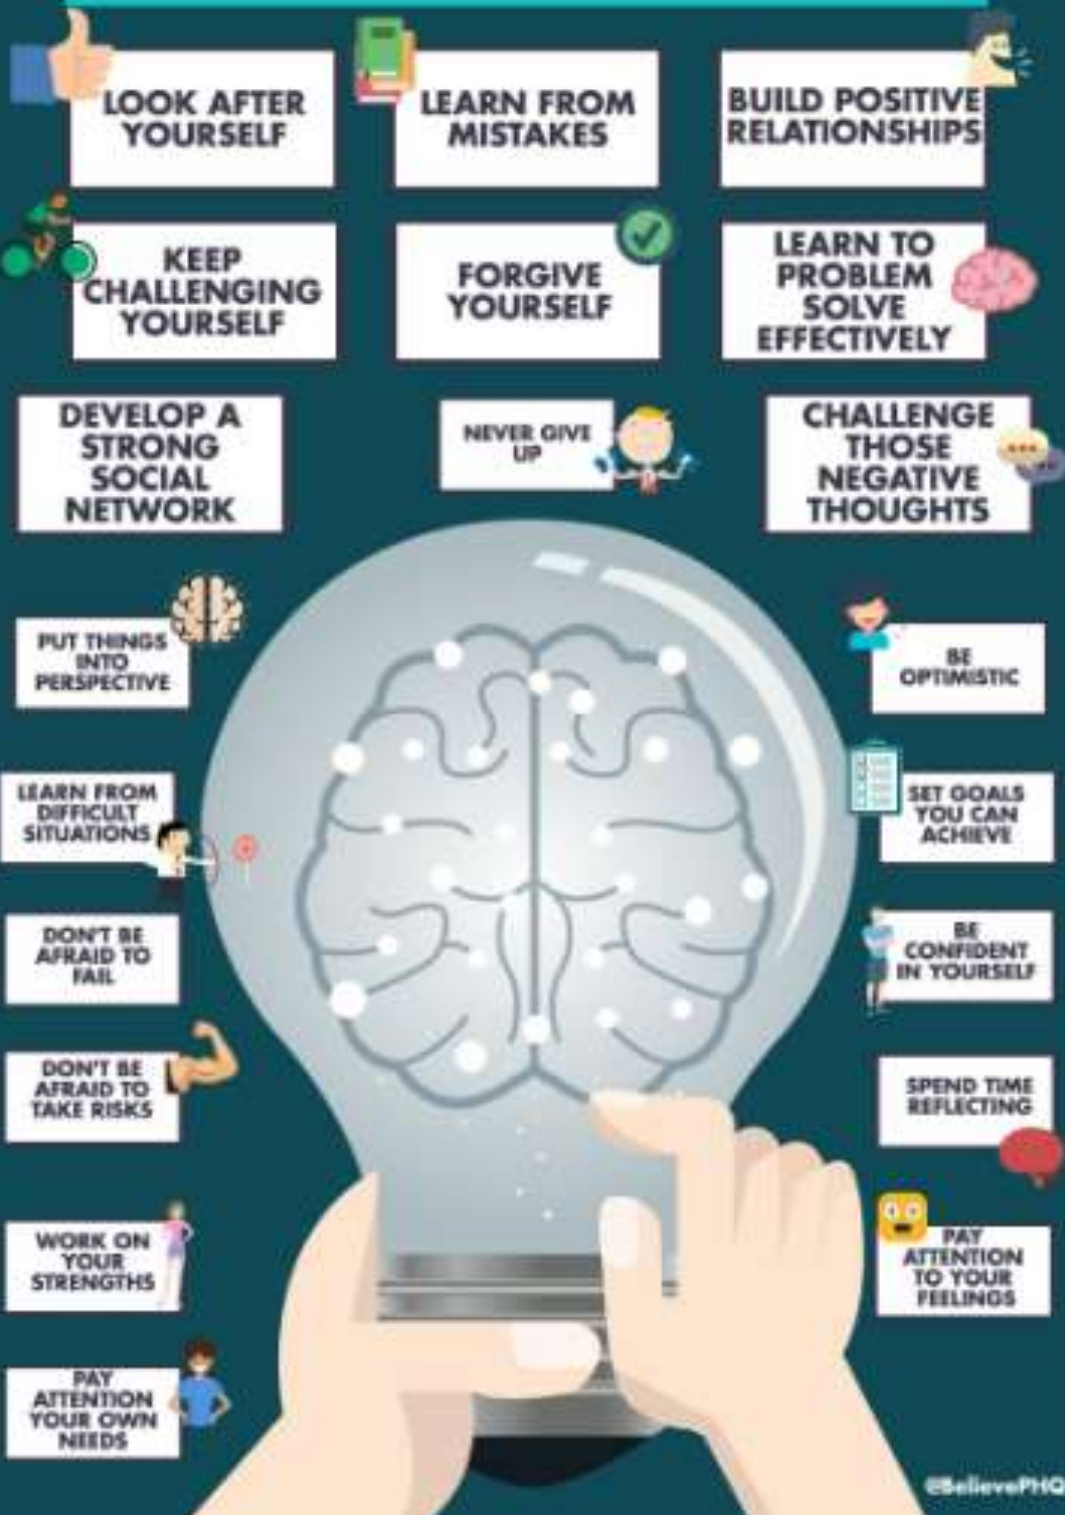 LOOK AFTER
YOURSELF
LEARN FROM
MISTAKES
BUILD POSITIVE
RELATIONSHIPS
KEEP
CHALLENGING
YOURSELF
FORGIVE
YOURSELF
LEARN TO
PROBLEM
SOLVE
EFFECTIVELY
DEVELOP A
STRONG
SOCIAL
NETWORK
NEVER GIVE
UP
CHALLENGE
THOSE
NEGATIVE
THOUGHTS
PUT THINGS
INTO
PERSPECTIVE
BE
OPTIMISTIC
LEARN FROM
DIFFICULT
SITUATIONS
SET GOALS
YOU CAN
ACHIEVE
DON'T BE
AFRAID TO
FAIL
BE
CONFIDENT
IN YOURSELF
DON'T BE
AFRAID TO
TAKE RISKS
SPEND TIME
REFLECTING
WORK ON
YOUR
STRENGTHS
PAY
ATTENTION
TO YOUR
FEELINGS
PAY
ATTENTION
YOUR OWN
NEEDS
@BelievePHQ